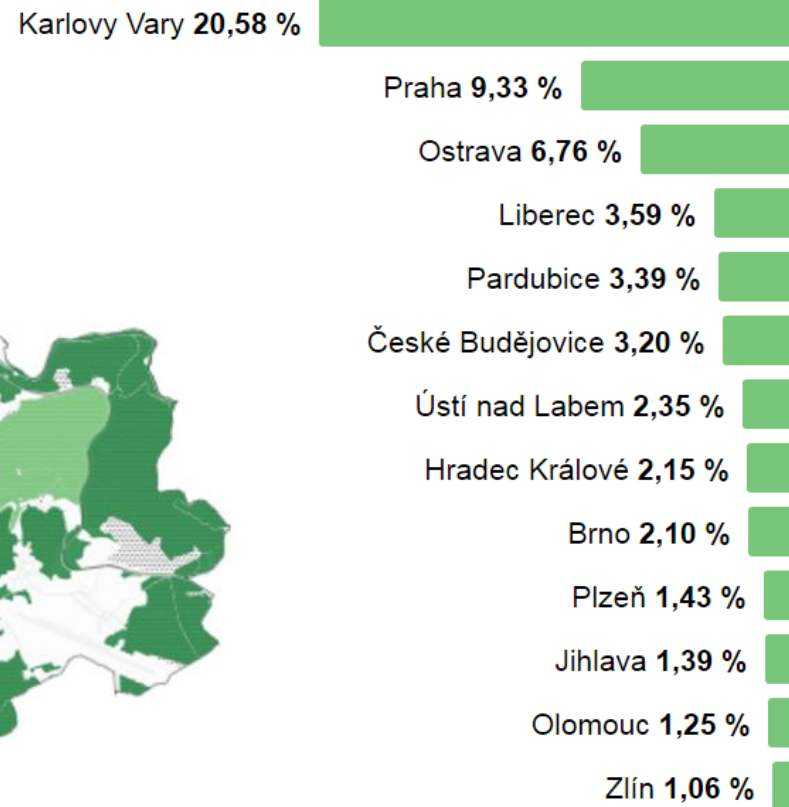 Karlovy Vary 20,58 %
Praha 9,33 %
Ostrava 6,76 %
Liberec 3,59 %
Pardubice 3,39 %
České Budějovice 3,20 %
Ústí nad Labem 2,35 %
Hradec Králové 2,15 %
Brno 2,10 %
Plzeň 1,43 %
Jihlava 1,39 %
Olomouc 1,25 %
Zlín 1,06 %